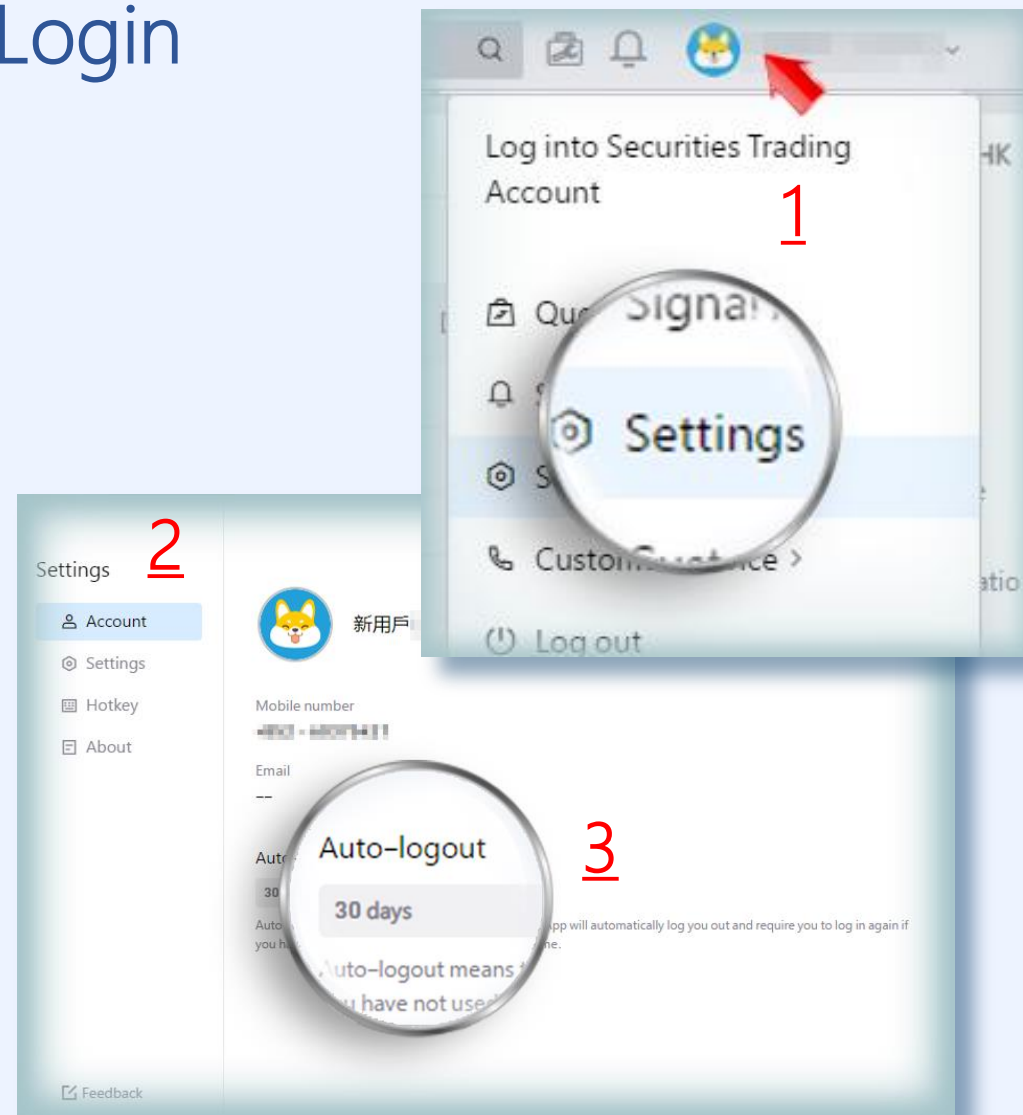 Login
Log into Securities Trading
Account
HK
1
Signal
Settings
Log out
2
Settings
Account
Settings
Hotkey
About
新用戶
Mobile number
Email
--
Auto-logout
3
30 days
App will automatically log you out and require you to log in again if
Auto-logout means
you have not used
Feedback